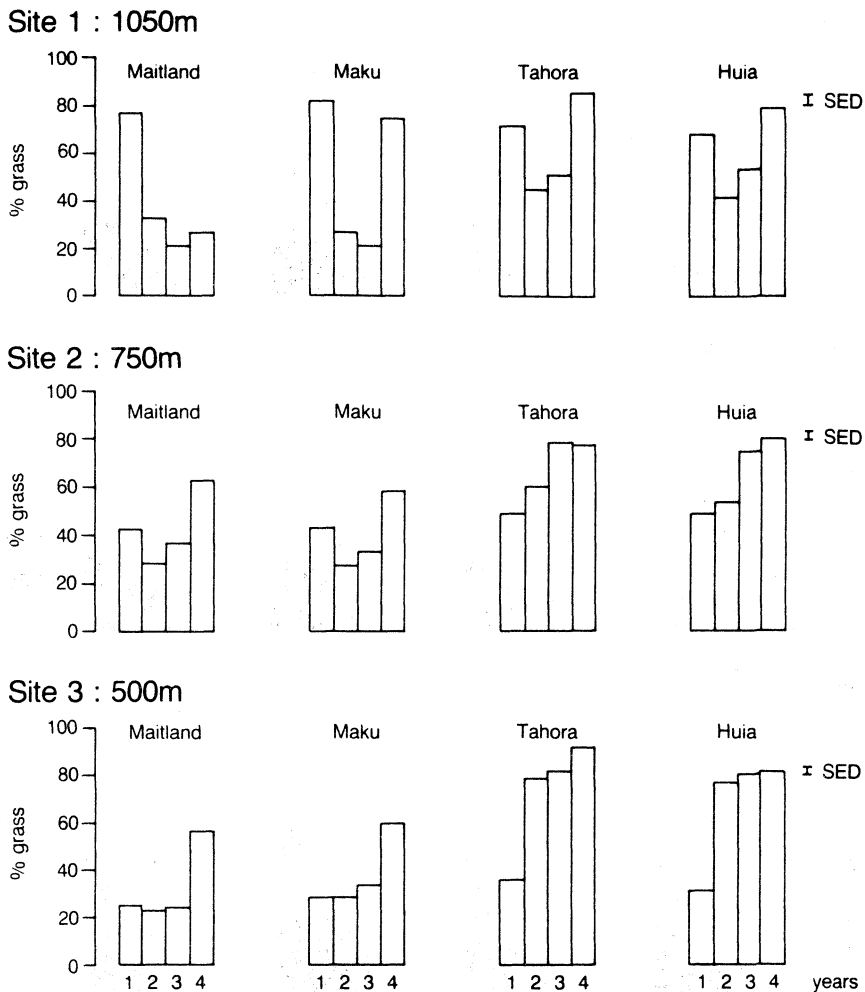 Site 1 : 1050m
Maitland Maku Tahora Huia
SED
% grass
100
80
60
40
20
0
Site 2 : 750m
Maitland Maku Tahora Huia
SED
% grass
100
80
60
40
20
0
Site 3 : 500m
Maitland Maku Tahora Huia
SED
% grass
100
80
60
40
20
0
1 2 3 4 1 2 3 4 1 2 3 4 1 2 3 4 years